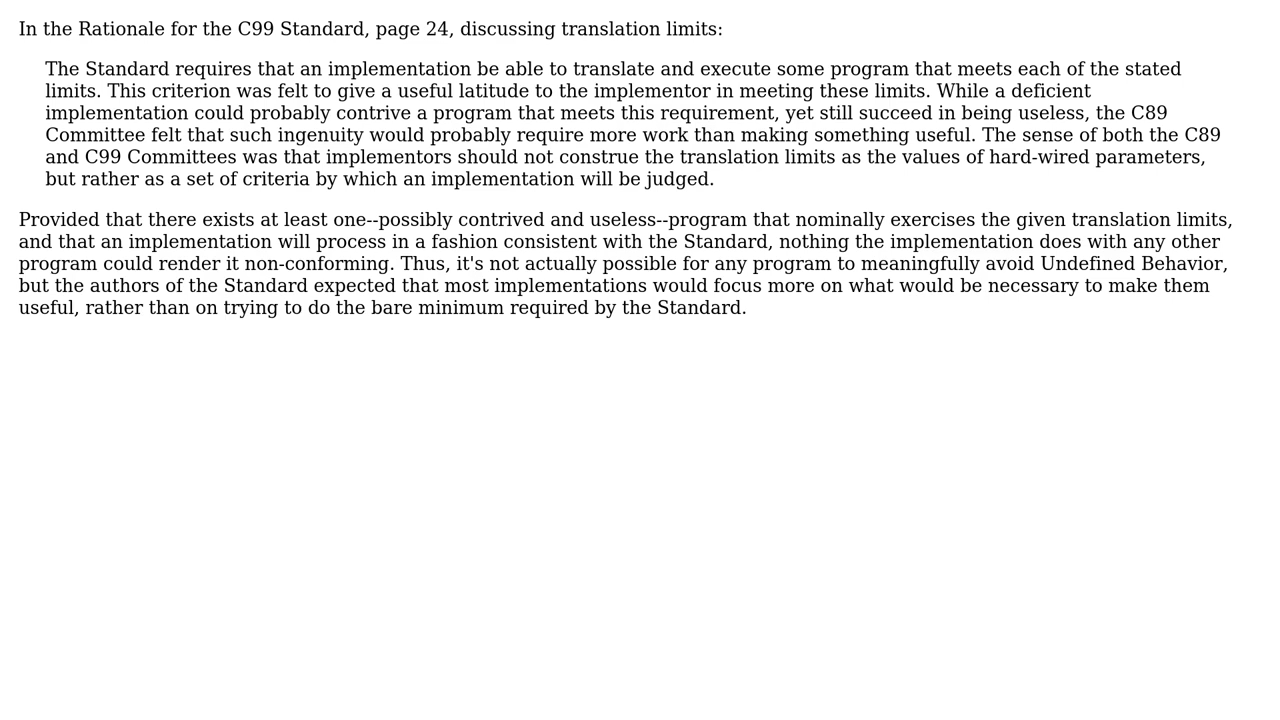 In the Rationale for the C99 Standard, page 24, discussing translation limits:
The Standard requires that an implementation be able to translate and execute some program that meets each of the stated
limits. This criterion was felt to give a useful latitude to the implementor in meeting these limits. While a deficient
implementation could probably contrive a program that meets this requirement, yet still succeed in being useless, the C89
Committee felt that such ingenuity would probably require more work than making something useful. The sense of both the C89
and C99 Committees was that implementors should not construe the translation limits as the values of hard-wired parameters,
but rather as a set of criteria by which an implementation will be judged.
Provided that there exists at least one--possibly contrived and useless--program that nominally exercises the given translation limits,
and that an implementation will process in a fashion consistent with the Standard, nothing the implementation does with any other
program could render it non-conforming. Thus, it's not actually possible for any program to meaningfully avoid Undefined Behavior,
but the authors of the Standard expected that most implementations would focus more on what would be necessary to make them
useful, rather than on trying to do the bare minimum required by the Standard.